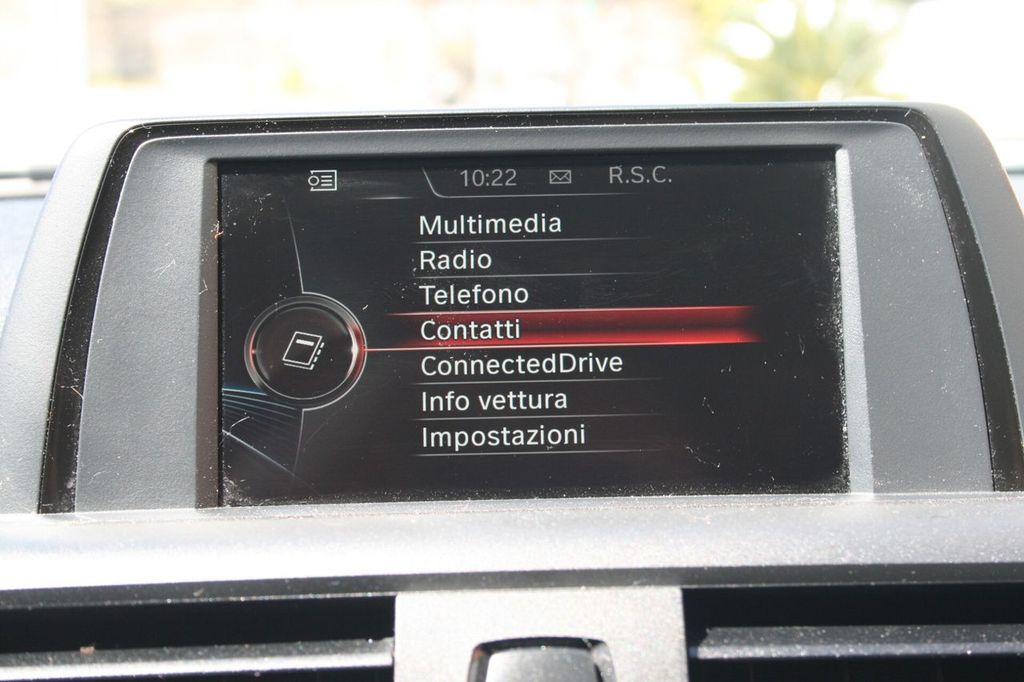 10:22 R.S.C.
Multimedia
Radio
Telefono
Contatti
ConnectedDrive
Info vettura
Impostazioni